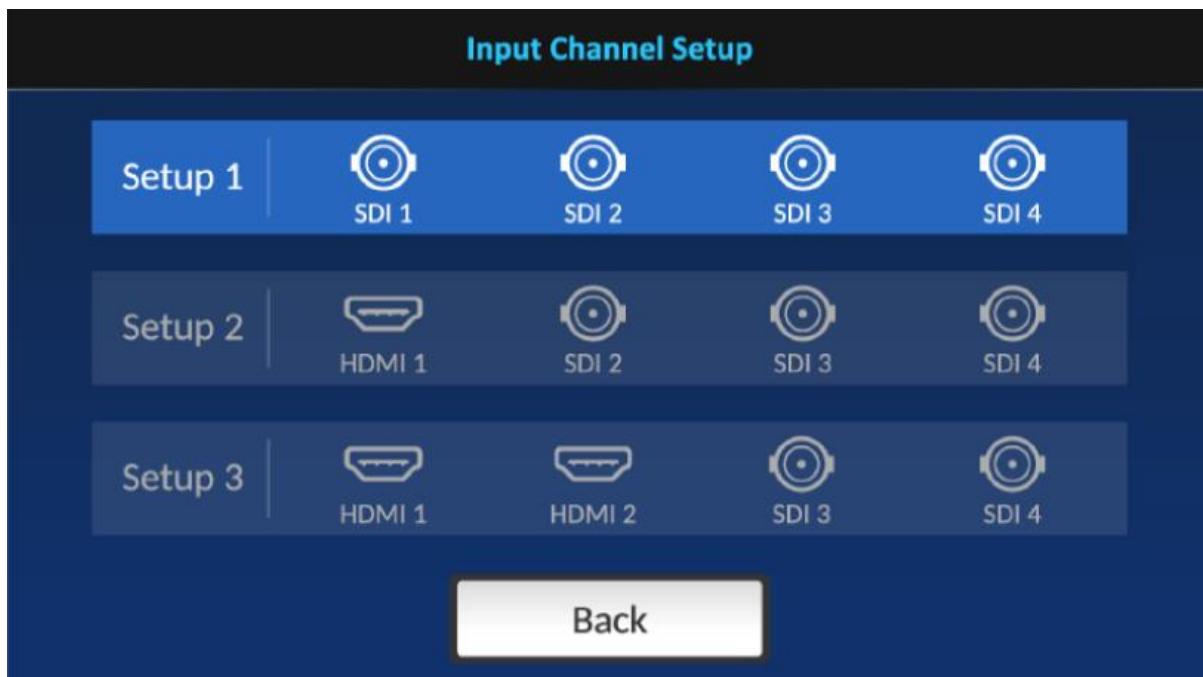 Input Channel Setup
Setup 1
SDI 1 SDI 2 SDI 3 SDI 4
Setup 2
HDMI 1 SDI 2 SDI 3 SDI 4
Setup 3
HDMI 1 HDMI 2 SDI 3 SDI 4
Back